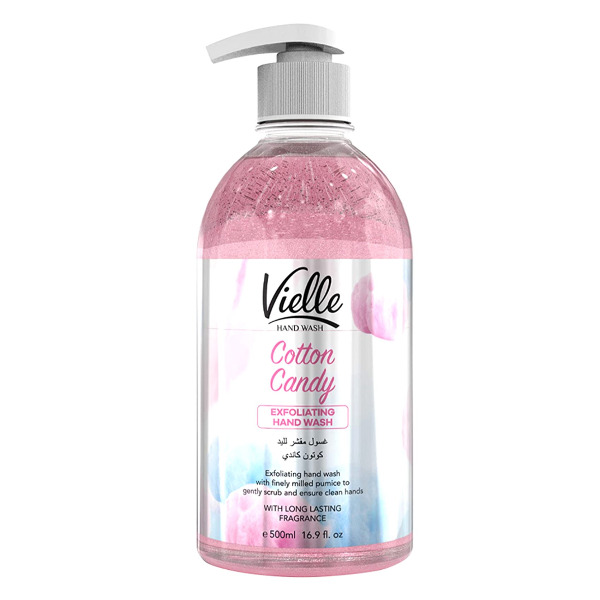 Vielle
HAND WASH
Cotton
Candy
EXFOLIATING
HAND WASH
غسول مقشر لليد
كوتون كاندي
Exfoliating hand wash
with finely milled pumice to
gently scrub and ensure clean hands
WITH LONG LASTING
FRAGRANCE
e 500ml 16.9 fl. oz